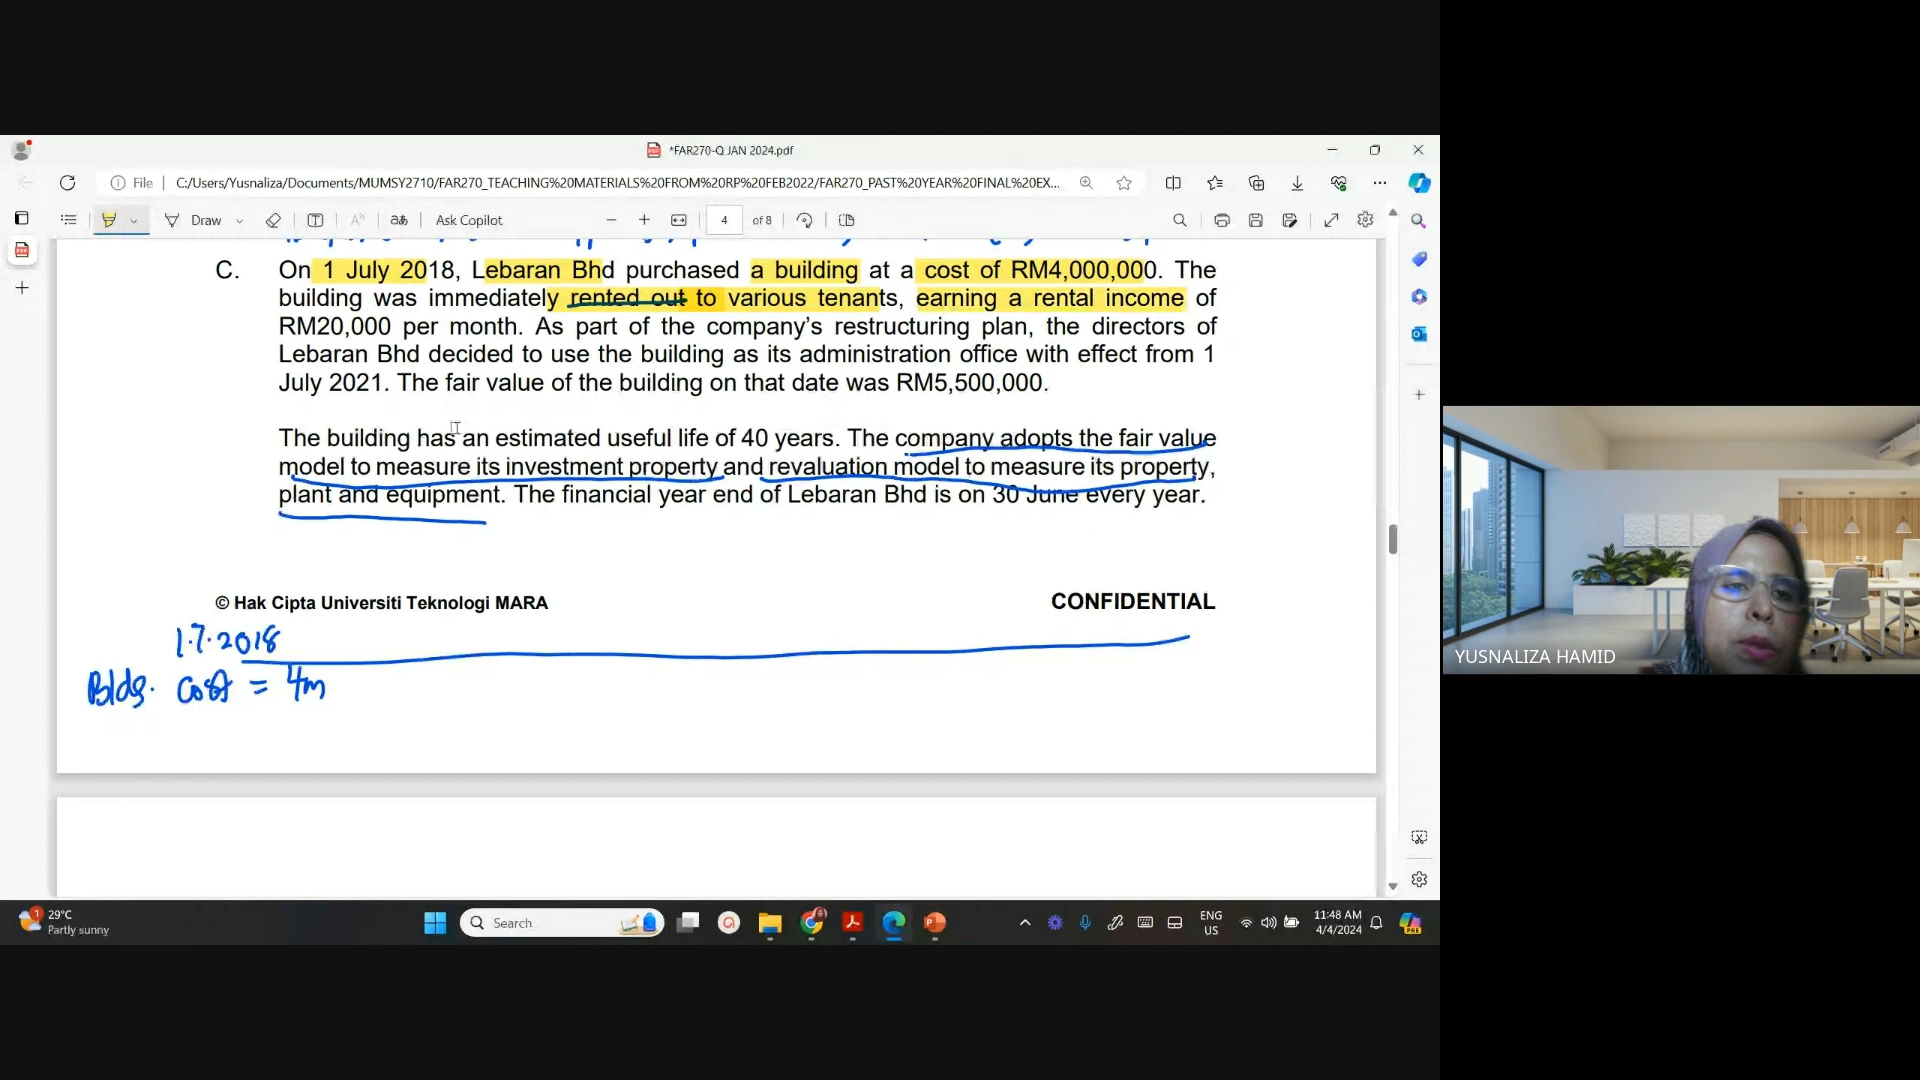 *FAR270-Q JAN 2024.pdf
File
C:/Users/Yusnaliza/Documents/MUMSY2710/FAR270_TEACHING%20MATERIALS%20FROM%20RP%20FEB2022/FAR270_PAST%20YEAR%20FINAL%20EX...
Draw
Ask Copilot
4 of 8
C. On 1 July 2018, Lebaran Bhd purchased a building at a cost of RM4,000,000. The
building was immediately rented out to various tenants, earning a rental income of
RM20,000 per month. As part of the company's restructuring plan, the directors of
Lebaran Bhd decided to use the building as its administration office with effect from 1
July 2021. The fair value of the building on that date was RM5,500,000.
The building has an estimated useful life of 40 years. The company adopts the fair value
model to measure its investment property and revaluation model to measure its property,
plant and equipment. The financial year end of Lebaran Bhd is on 30 June every year.
© Hak Cipta Universiti Teknologi MARA
CONFIDENTIAL
1.7.2018
Bldg. cost = 4m
YUSNALIZA HAMID
1
29°C
Partly sunny
Search
ENG
US
11:48 AM
4/4/2024
PRE